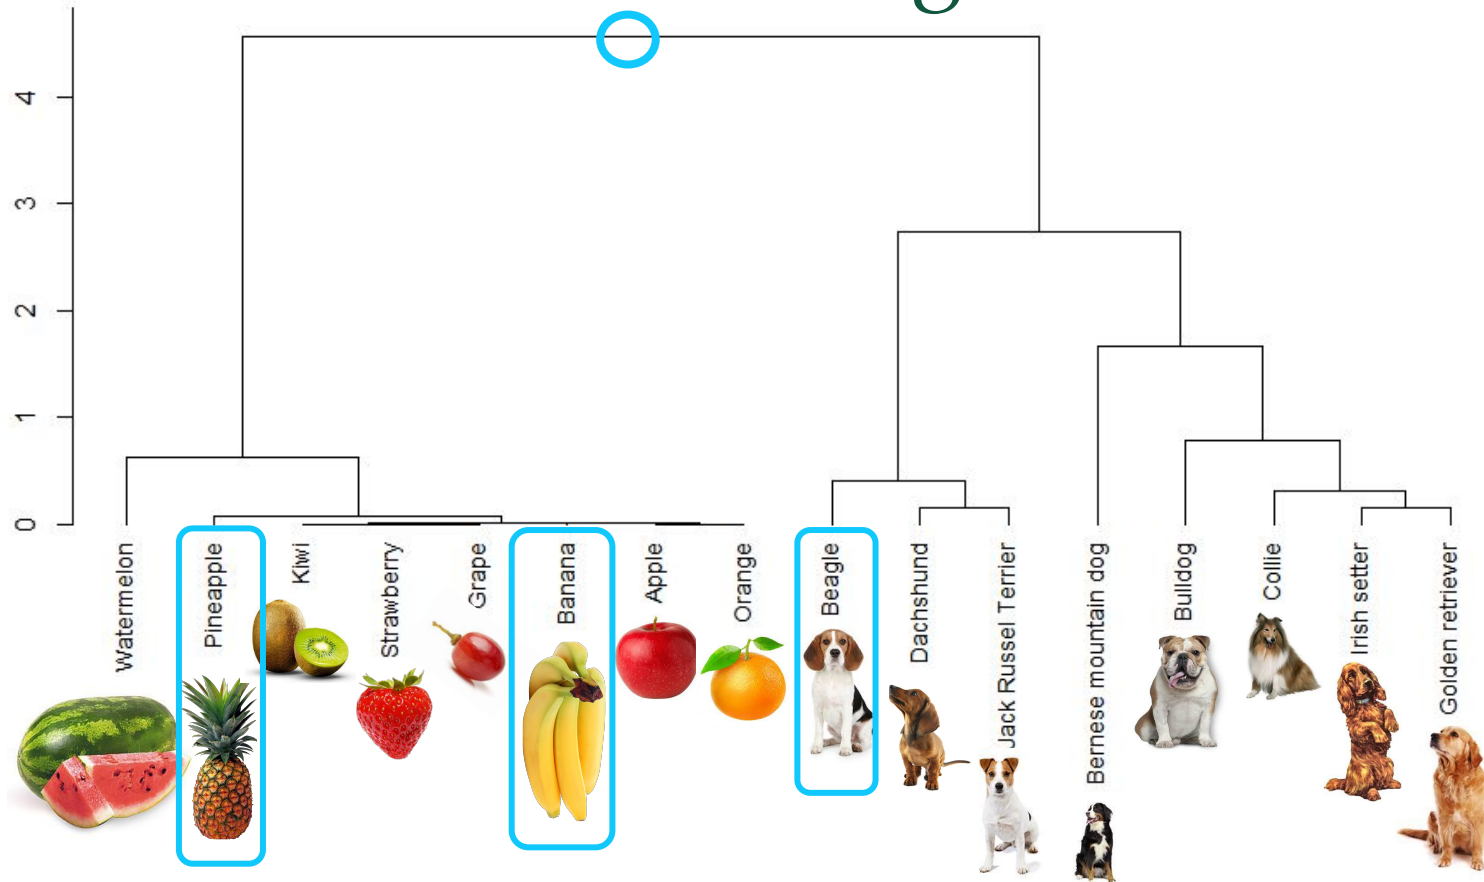 4
3
2
1
0
Watermelon
Pineapple
Kiwi
Strawberry
Grape
Banana
Apple
Orange
Beagle
Dachshund
Jack Russel Terrier
Bernese mountain dog
Bulldog
Collie
Irish setter
Golden retriever